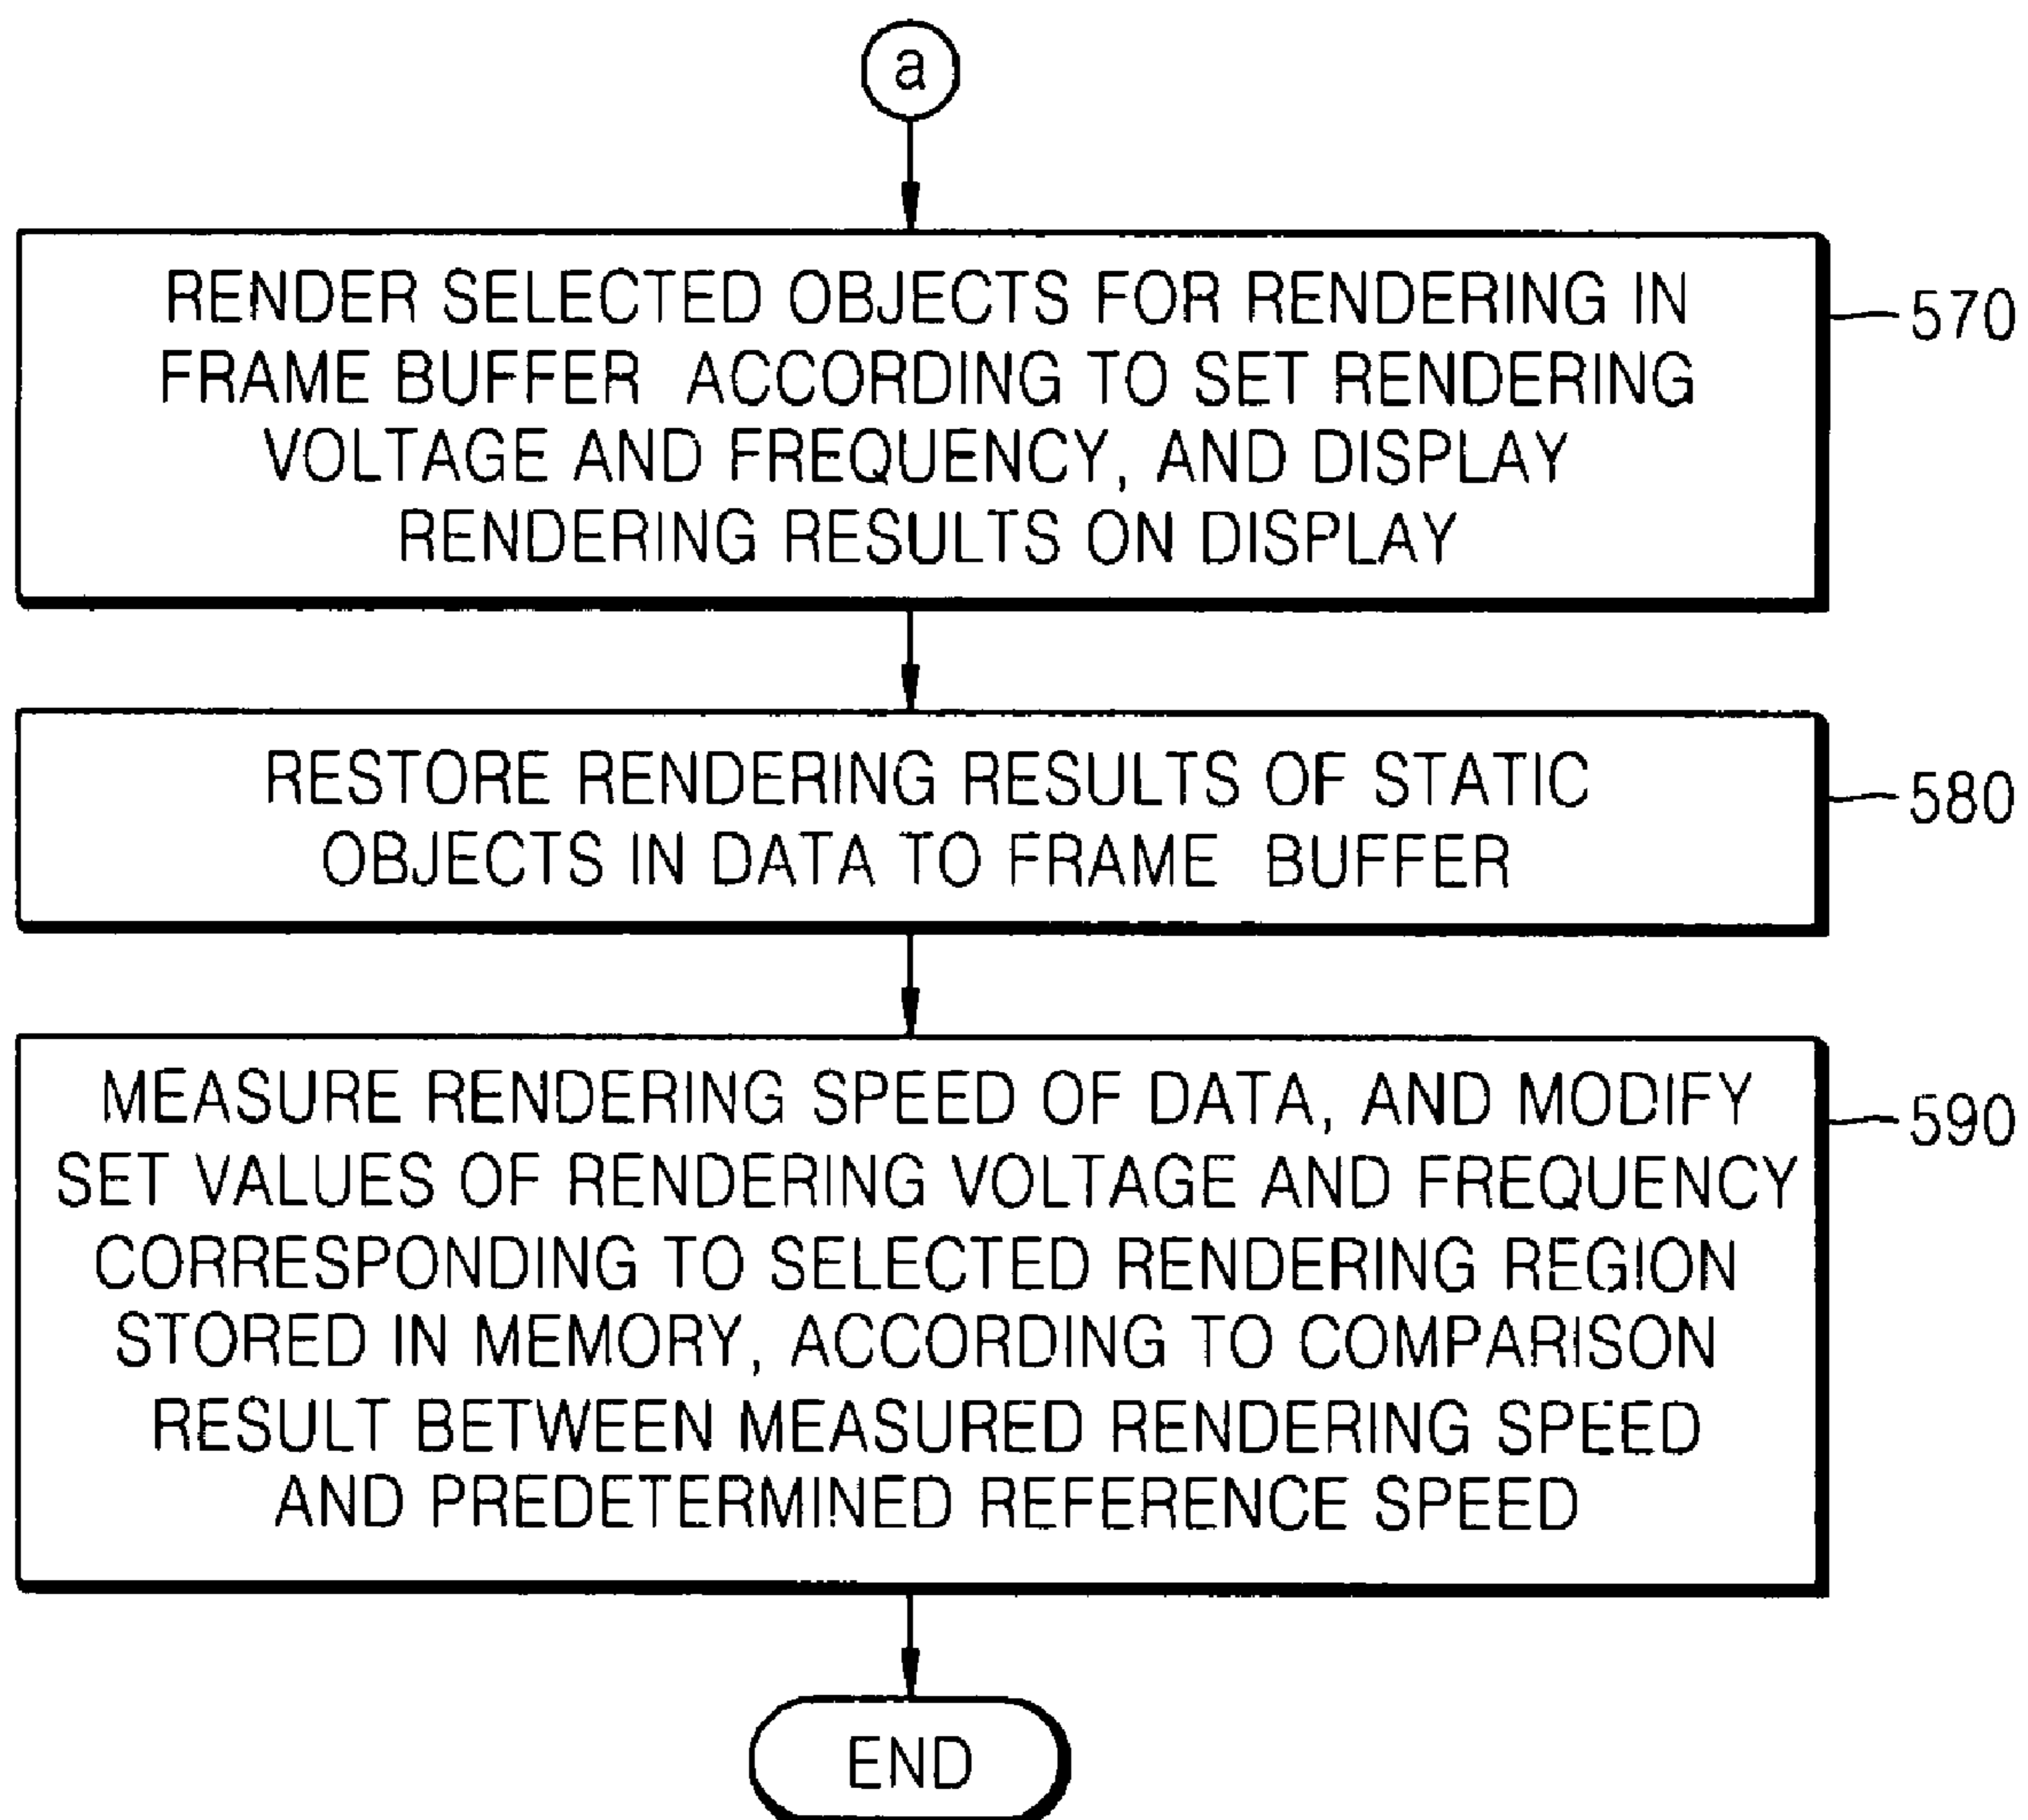 a
RENDER SELECTED OBJECTS FOR RENDERING IN
FRAME BUFFER ACCORDING TO SET RENDERING
VOLTAGE AND FREQUENCY, AND DISPLAY
RENDERING RESULTS ON DISPLAY
570
RESTORE RENDERING RESULTS OF STATIC
OBJECTS IN DATA TO FRAME BUFFER
580
MEASURE RENDERING SPEED OF DATA, AND MODIFY
SET VALUES OF RENDERING VOLTAGE AND FREQUENCY
CORRESPONDING TO SELECTED RENDERING REGION
STORED IN MEMORY, ACCORDING TO COMPARISON
RESULT BETWEEN MEASURED RENDERING SPEED
AND PREDETERMINED REFERENCE SPEED
590
END